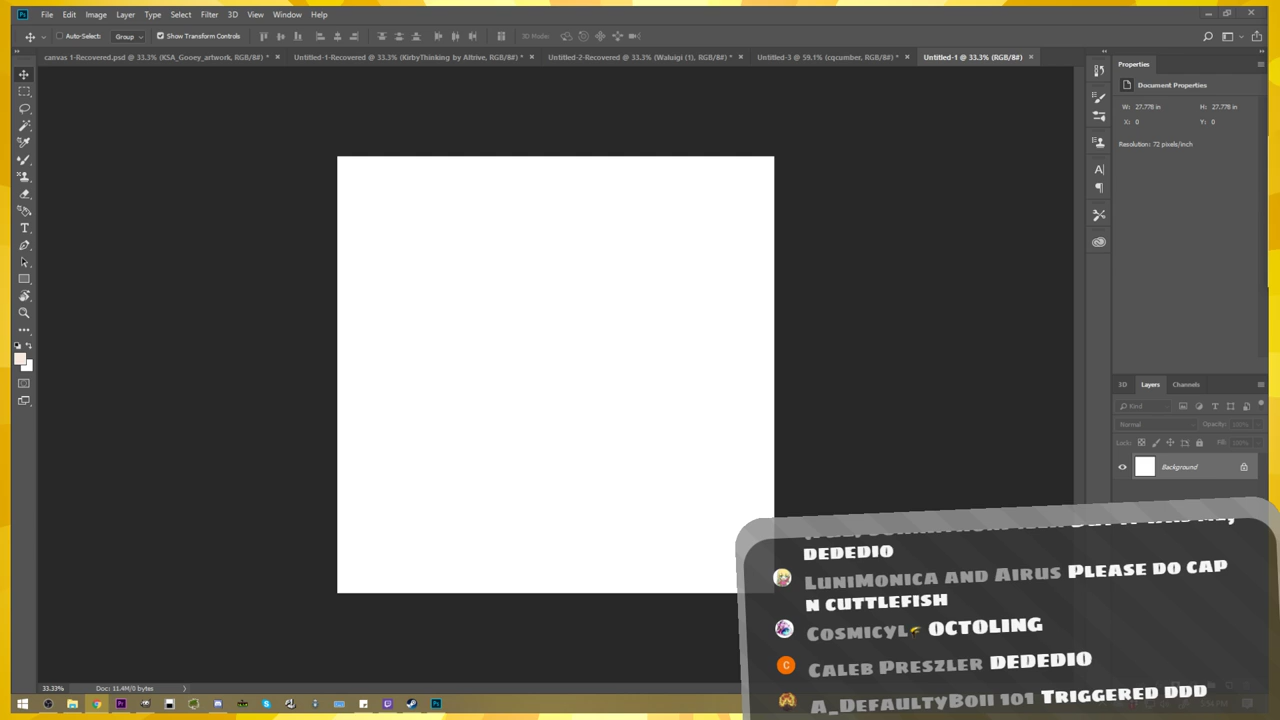 File Edit Image Layer Type Select Filter 3D View Window Help
Auto-Select: Group Show Transform Controls 3D Mode:
canvas 1-Recovered.psd @ 33.3% (KSA_Gooey_artwork, RGB/8#) * Untitled-1-Recovered @ 33.3% (KirbyThinking by Altrive, RGB/8#) * Untitled-2-Recovered @ 33.3% (Waluigi (1), RGB/8#) * Untitled-3 @ 59.1% (cqcumber, RGB/8#) * Untitled-1 @ 33.3% (RGB/8#)
Properties
Document Properties
W: 27.778 in H: 27.778 in
X: 0 Y: 0
Resolution: 72 pixels/inch
3D Layers Channels
Kind
Normal Opacity: 100%
Lock: Fill: 100%
Background
DEDEDIO
LuniMonica and Airus Please do cap
n cuttlefish
Cosmicyl OCTOLING
Caleb Preszler DEDEDIO
A_DefaultyBoii 101 Triggered DDD
33.33% Doc: 11.4M/0 bytes